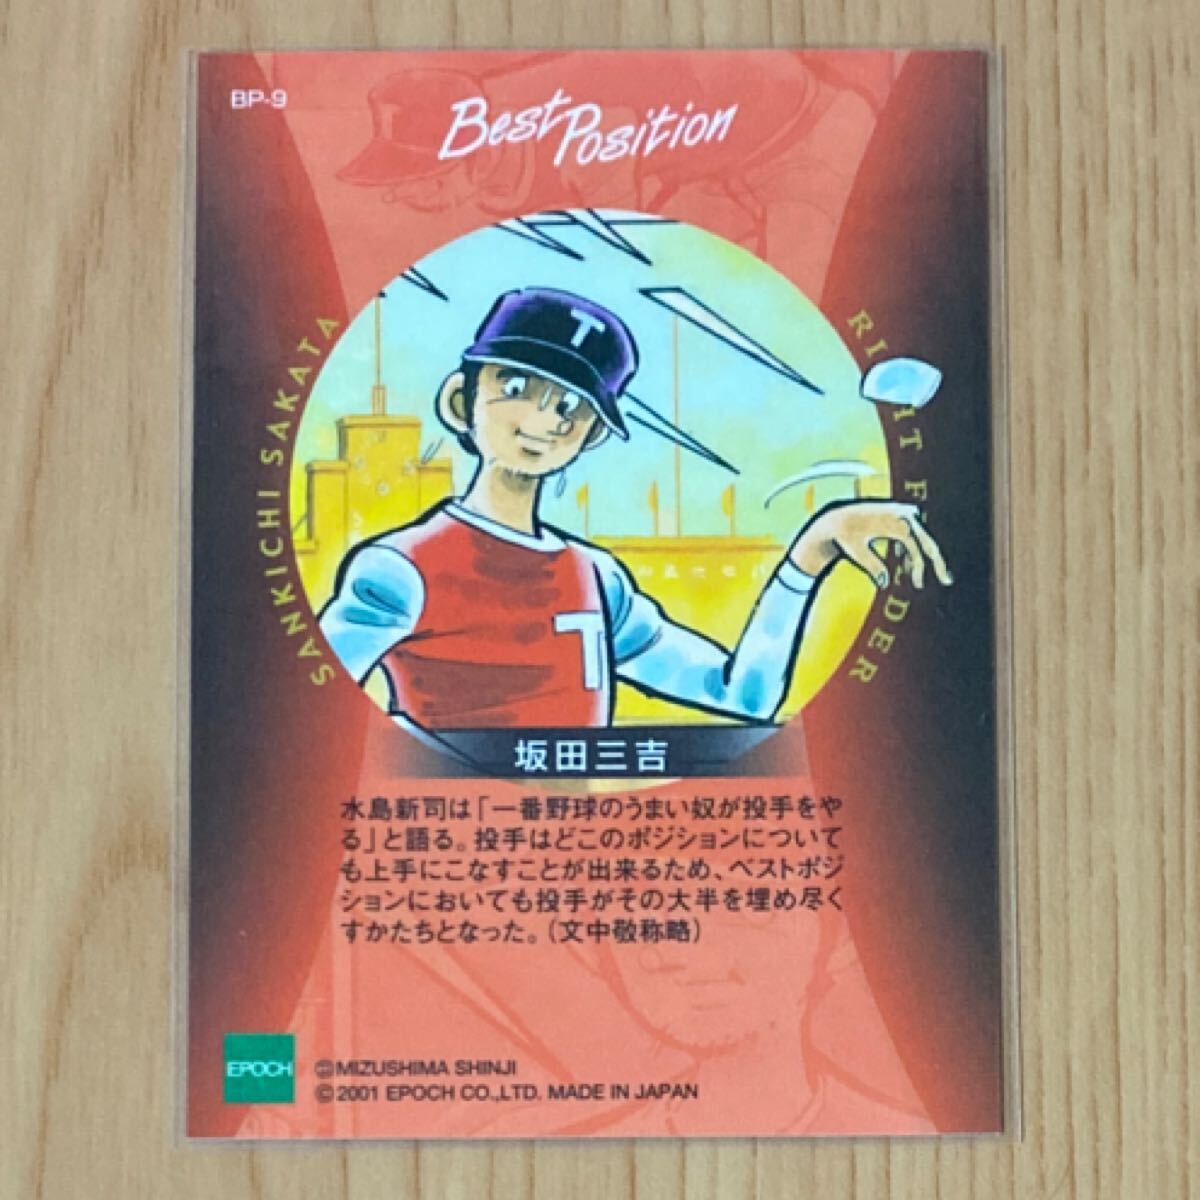 BP-9
Best Position
SANKICHI SAKATA
RIGHT FIELDER
T
T
坂田三吉
水島新司は「一番野球のうまい奴が投手をや
る」と語る。投手はどこのポジションについて
も上手にこなすことが出来るため、ベストポジ
ションにおいても投手がその大半を埋め尽く
すかたちとなった。(文中敬称略)
EPOCH
©MIZUSHIMA SHINJI
©2001 EPOCH CO.,LTD. MADE IN JAPAN